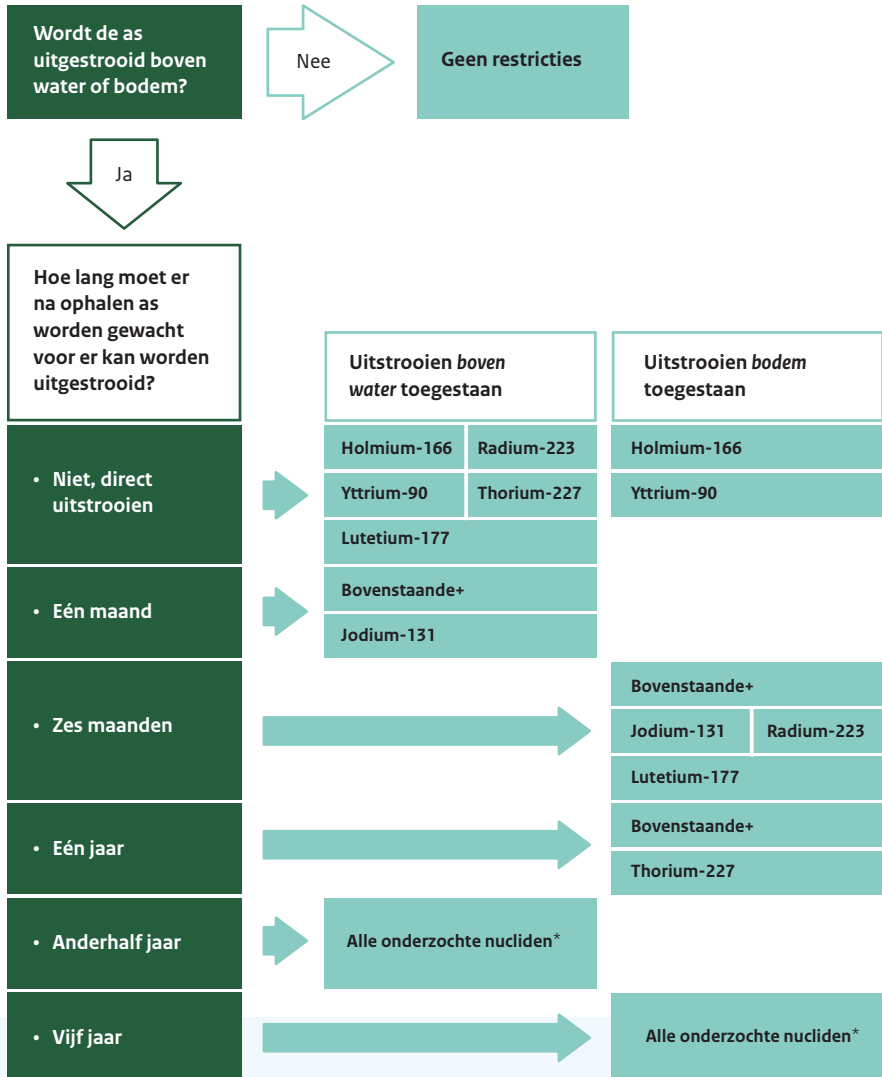 Wordt de as
uitgestrooid boven
water of bodem?
Nee
Geen restricties
Ja
Hoe lang moet er
na ophalen as
worden gewacht
voor er kan worden
uitgestrooid?
Uitstrooien boven
water toegestaan
Uitstrooien bodem
toegestaan
• Niet, direct
uitstrooien
Holmium-166
Radium-223
Yttrium-90
Thorium-227
Lutetium-177
Holmium-166
Yttrium-90
• Eén maand
Bovenstaande+
Jodium-131
• Zes maanden
Bovenstaande+
Jodium-131
Radium-223
Lutetium-177
• Eén jaar
Bovenstaande+
Thorium-227
• Anderhalf jaar
Alle onderzochte nucliden*
• Vijf jaar
Alle onderzochte nucliden*